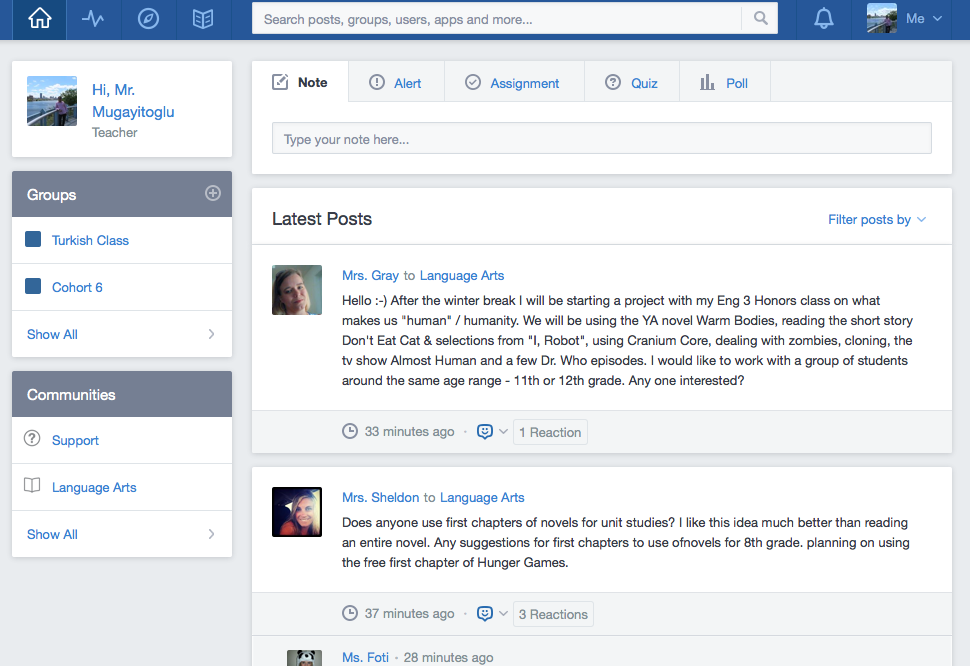 Search posts, groups, users, apps and more...
Me
Hi, Mr.
Mugayitoglu
Teacher
Groups
Turkish Class
Cohort 6
Show All
Communities
Support
Language Arts
Show All
Note
Alert
Assignment
Quiz
Poll
Type your note here...
Latest Posts
Filter posts by
Mrs. Gray to Language Arts
Hello :-) After the winter break I will be starting a project with my Eng 3 Honors class on what
makes us "human" / humanity. We will be using the YA novel Warm Bodies, reading the short story
Don't Eat Cat & selections from "I, Robot", using Cranium Core, dealing with zombies, cloning, the
tv show Almost Human and a few Dr. Who episodes. I would like to work with a group of students
around the same age range - 11th or 12th grade. Any one interested?
33 minutes ago · 1 Reaction
Mrs. Sheldon to Language Arts
Does anyone use first chapters of novels for unit studies? I like this idea much better than reading
an entire novel. Any suggestions for first chapters to use ofnovels for 8th grade. planning on using
the free first chapter of Hunger Games.
37 minutes ago · 3 Reactions
Ms. Foti · 28 minutes ago